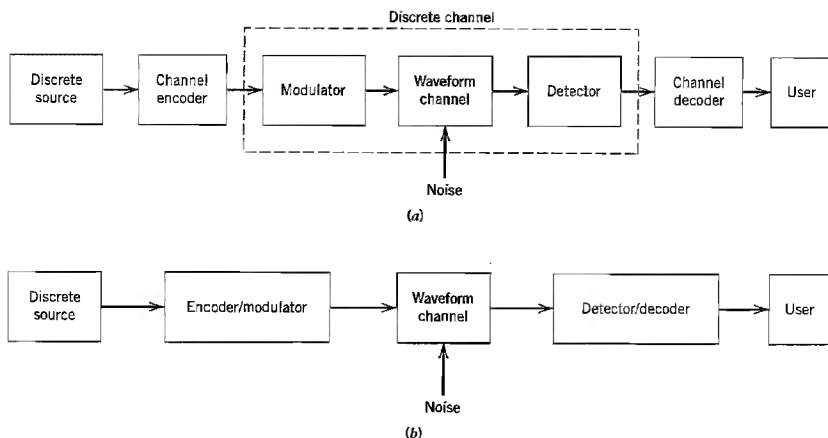 Discrete channel
Discrete
source
Channel
encoder
Modulator
Waveform
channel
Detector
Channel
decoder
User
Noise
(a)
Discrete
source
Encoder/modulator
Waveform
channel
Detector/decoder
User
Noise
(b)